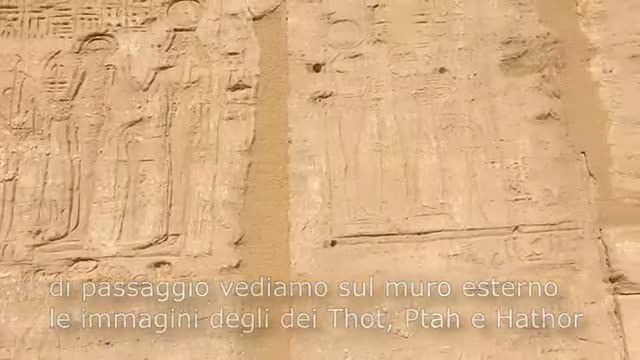 di passaggio vediamo sul muro esterno
le immagini degli dei Thot, Ptah e Hathor